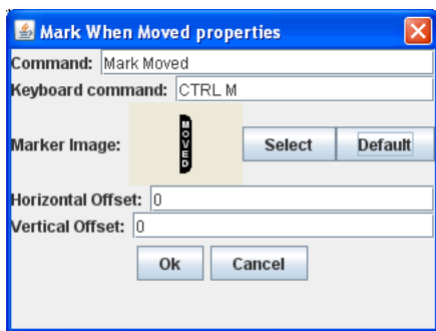 Mark When Moved properties
Command: Mark Moved
Keyboard command: CTRL M
Marker Image: MOVED Select Default
Horizontal Offset: 0
Vertical Offset: 0
Ok Cancel